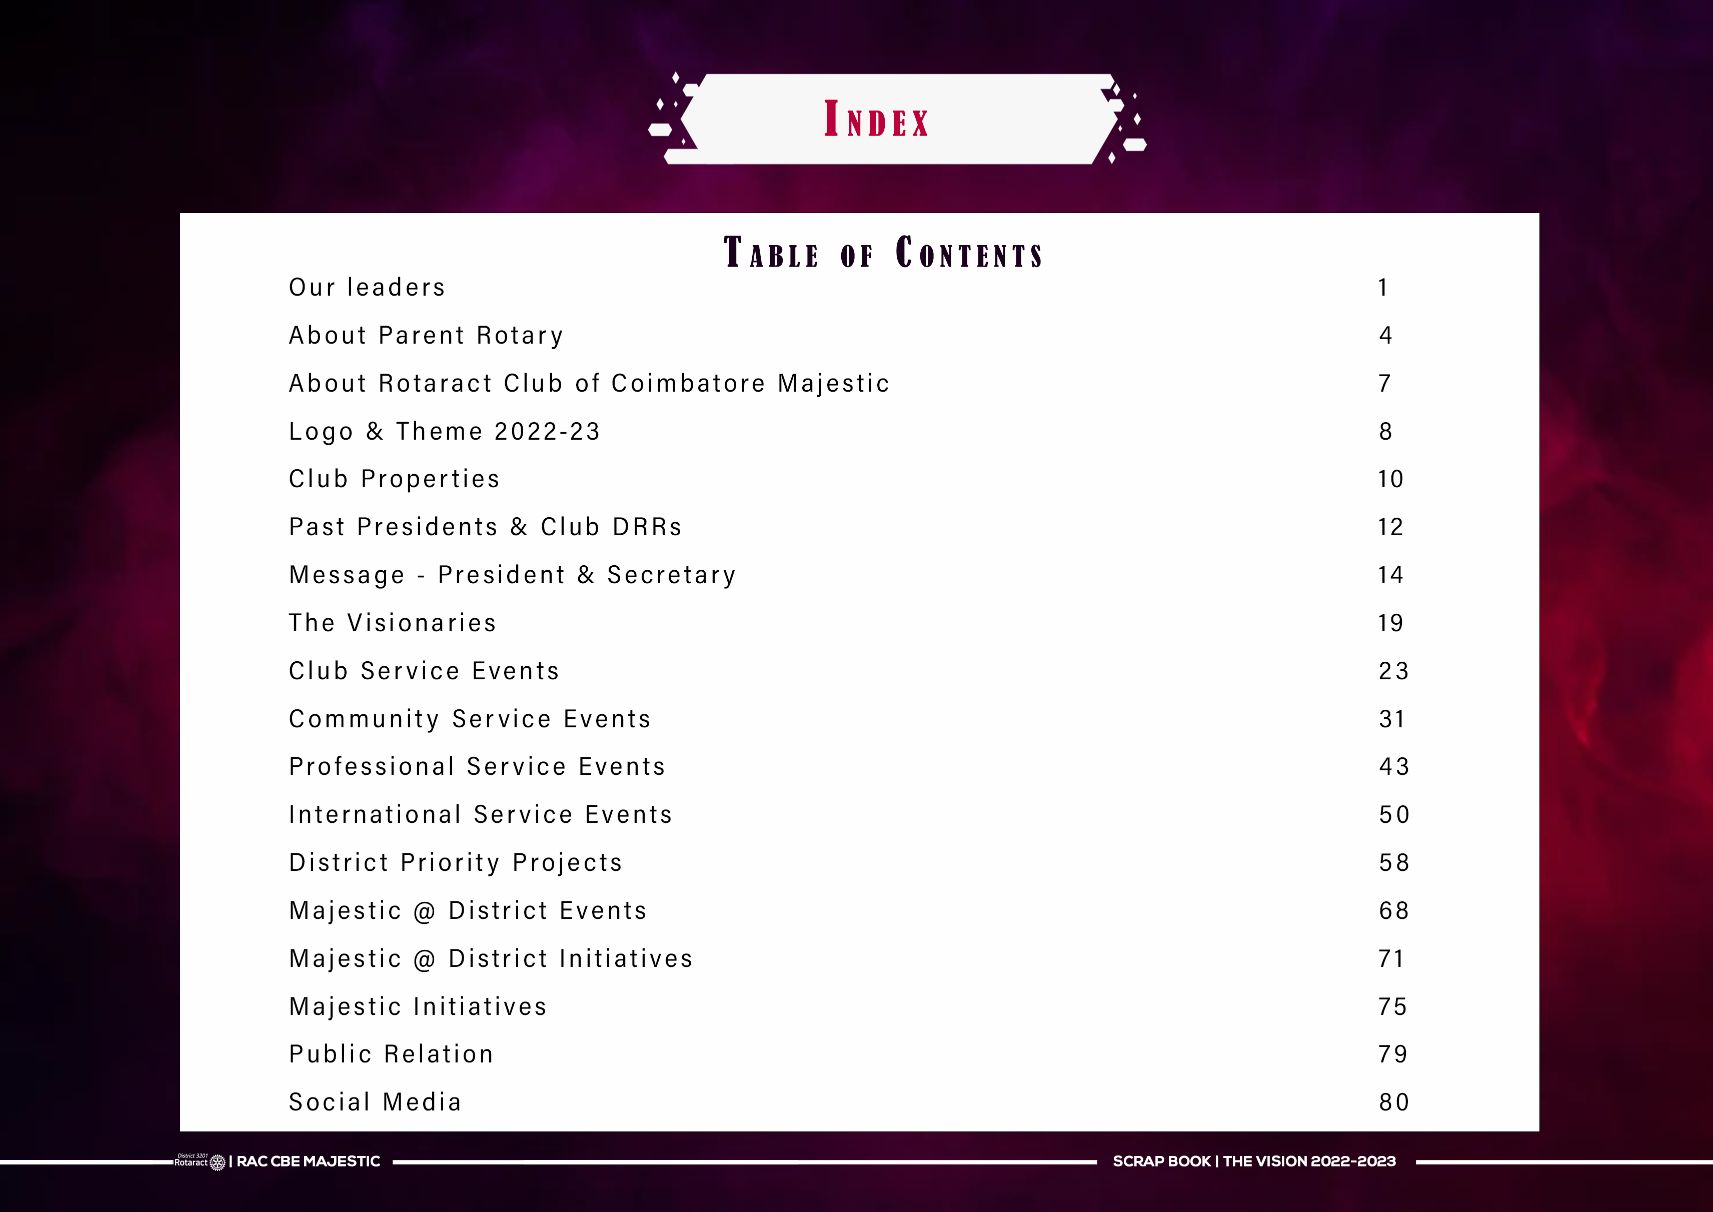 INDEX
TABLE OF CONTENTS
Our leaders 1
About Parent Rotary 4
About Rotaract Club of Coimbatore Majestic 7
Logo & Theme 2022-23 8
Club Properties 10
Past Presidents & Club DRRs 12
Message - President & Secretary 14
The Visionaries 19
Club Service Events 23
Community Service Events 31
Professional Service Events 43
International Service Events 50
District Priority Projects 58
Majestic @ District Events 68
Majestic @ District Initiatives 71
Majestic Initiatives 75
Public Relation 79
Social Media 80
District 3201
Rotaract | RAC CBE MAJESTIC
SCRAP BOOK | THE VISION 2022-2023